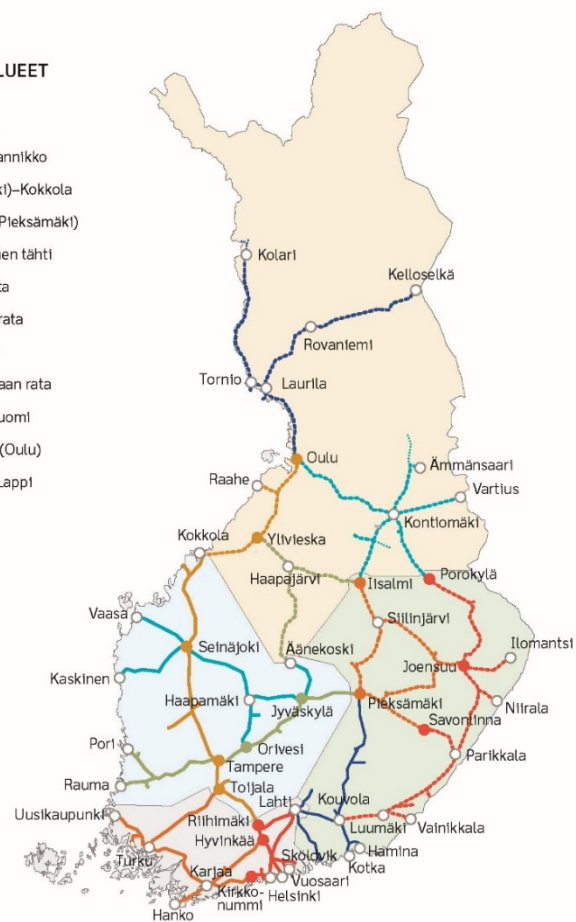 LUEET
annikko
ki)–Kokkola
Pieksämäki)
en tähti
ta
rata
aan rata
uomi
(Oulu)
Lappi
Kolari
Kelloselkä
Rovaniemi
Tornio
Laurila
Oulu
Ämmänsaari
Raahe
Vartius
Kontiomäki
Kokkola
Ylivieska
Haapajärvi
Iisalmi
Porokylä
Vaasa
Siilinjärvi
Seinäjoki
Äänekoski
Ilomantsi
Joensuu
Kaskinen
Haapamäki
Jyväskylä
Pieksämäki
Niirala
Savonlinna
Pori
Orivesi
Parikkala
Tampere
Rauma
Toijala
Lahti
Kouvola
Uusikaupunki
Riihimäki
Luumäki
Vainikkala
Hyvinkää
Turku
Sköldvik
Hamina
Karjaa
Vuosaari
Kotka
Kirkko-
nummi
Helsinki
Hanko